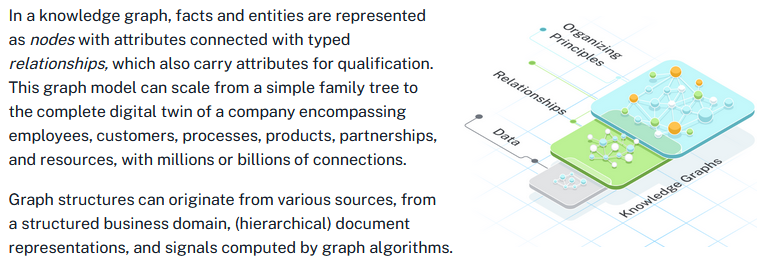 In a knowledge graph, facts and entities are represented
as nodes with attributes connected with typed
relationships, which also carry attributes for qualification.
This graph model can scale from a simple family tree to
the complete digital twin of a company encompassing
employees, customers, processes, products, partnerships,
and resources, with millions or billions of connections.
Graph structures can originate from various sources, from
a structured business domain, (hierarchical) document
representations, and signals computed by graph algorithms.
Organizing
Principles
Relationships
Data
Knowledge Graphs